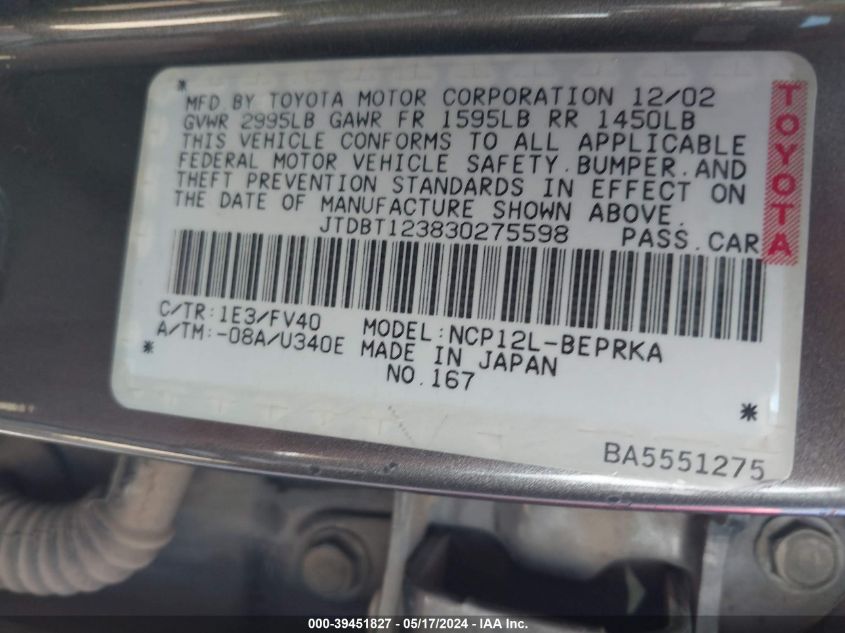 *
MFD BY TOYOTA MOTOR CORPORATION 12/02
GVWR 2995LB GAWR FR 1595LB RR 1450LB
THIS VEHICLE CONFORMS TO ALL APPLICABLE
FEDERAL MOTOR VEHICLE SAFETY.BUMPER.AND
THEFT PREVENTION STANDARDS IN EFFECT ON
THE DATE OF MANUFACTURE SHOWN ABOVE.
JTDBT123830275598 PASS.CAR
TOYOTA
C/TR:1E3/FV40 MODEL:NCP12L-BEPRKA
A/TM:-08A/U340E MADE IN JAPAN
* NO.167 *
BA5551275
000-39451827 - 05/17/2024 - IAA Inc.